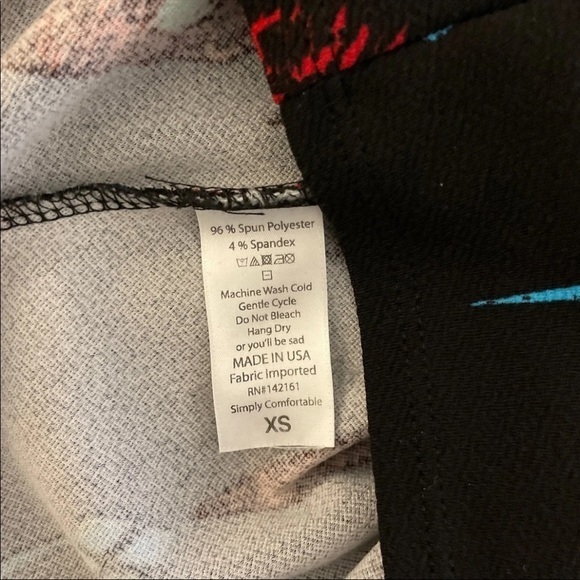 96 % Spun Polyester
4 % Spandex
Machine Wash Cold
Gentle Cycle
Do Not Bleach
Hang Dry
or you'll be sad
MADE IN USA
Fabric Imported
RN#142161
Simply Comfortable
XS